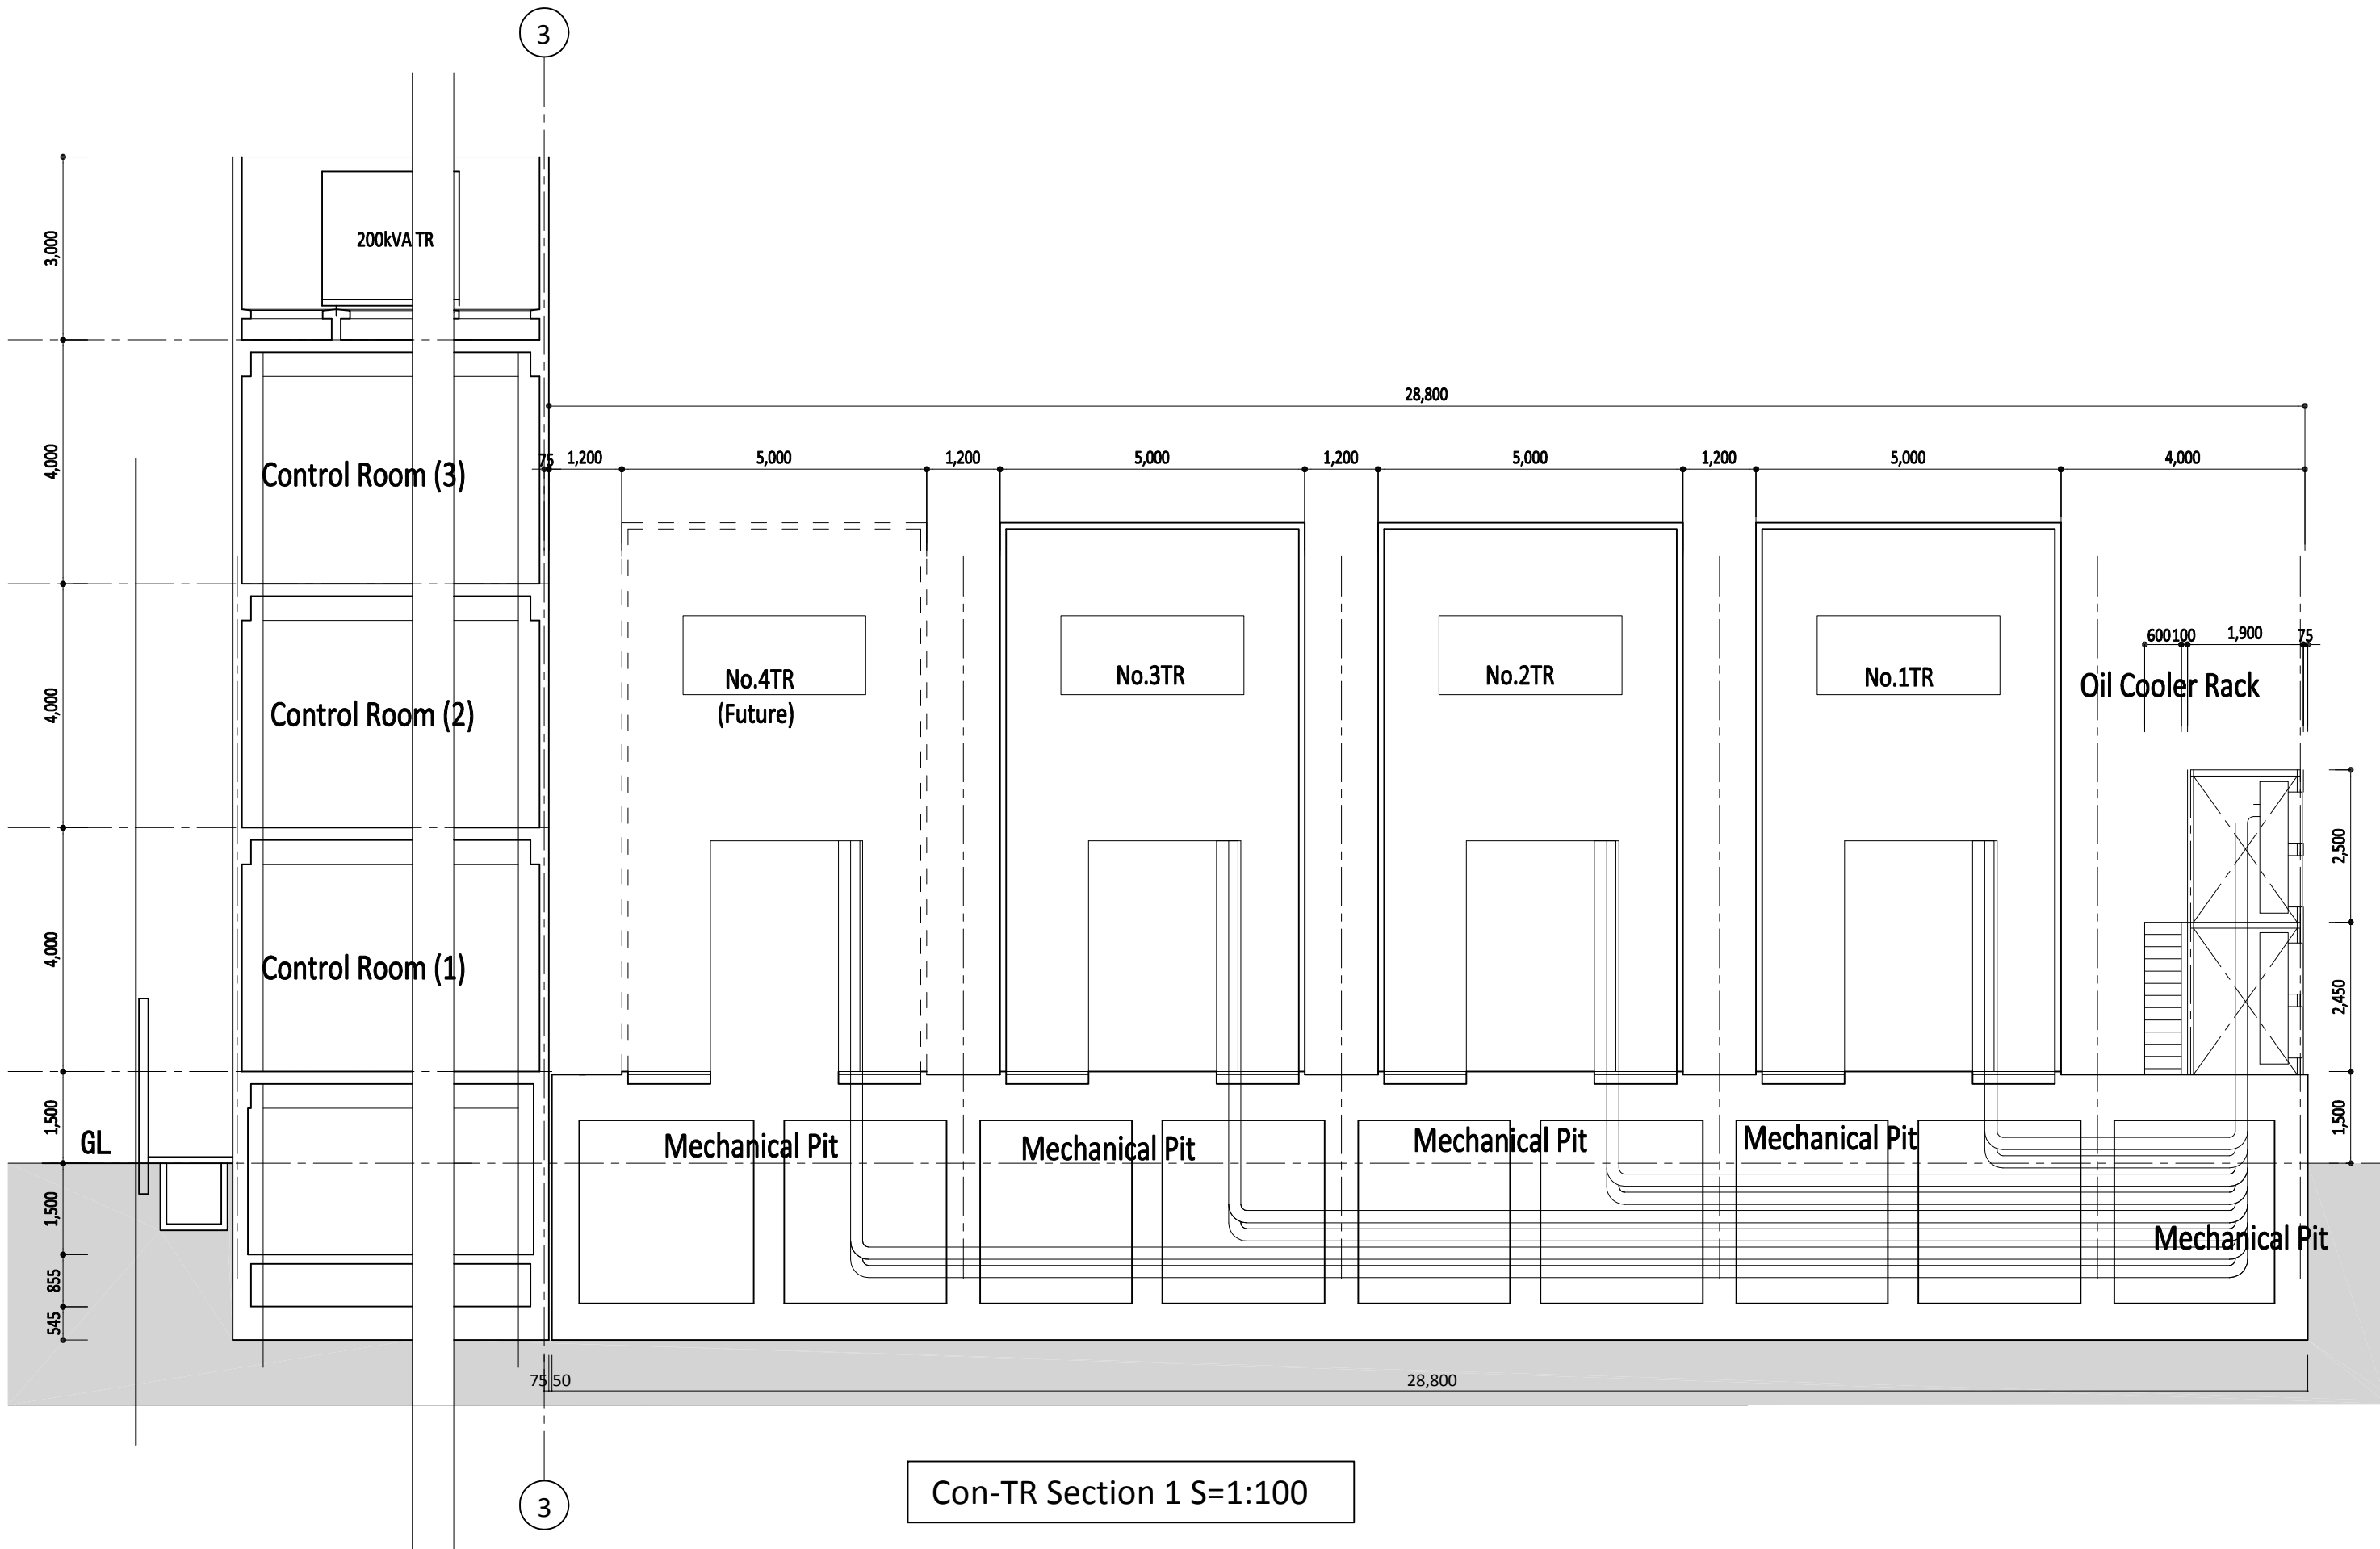 3
3,000
200kVA TR
28,800
75 1,200 5,000 1,200 5,000 1,200 5,000 1,200 5,000 4,000
4,000
Control Room (3)
600 100 1,900 75
No.4TR
(Future)
No.3TR
No.2TR
No.1TR
Oil Cooler Rack
4,000
Control Room (2)
2,500
4,000
Control Room (1)
2,450
1,500
GL
Mechanical Pit
Mechanical Pit
Mechanical Pit
Mechanical Pit
1,500
1,500
Mechanical Pit
855
545
75 50
28,800
Con-TR Section 1 S=1:100
3